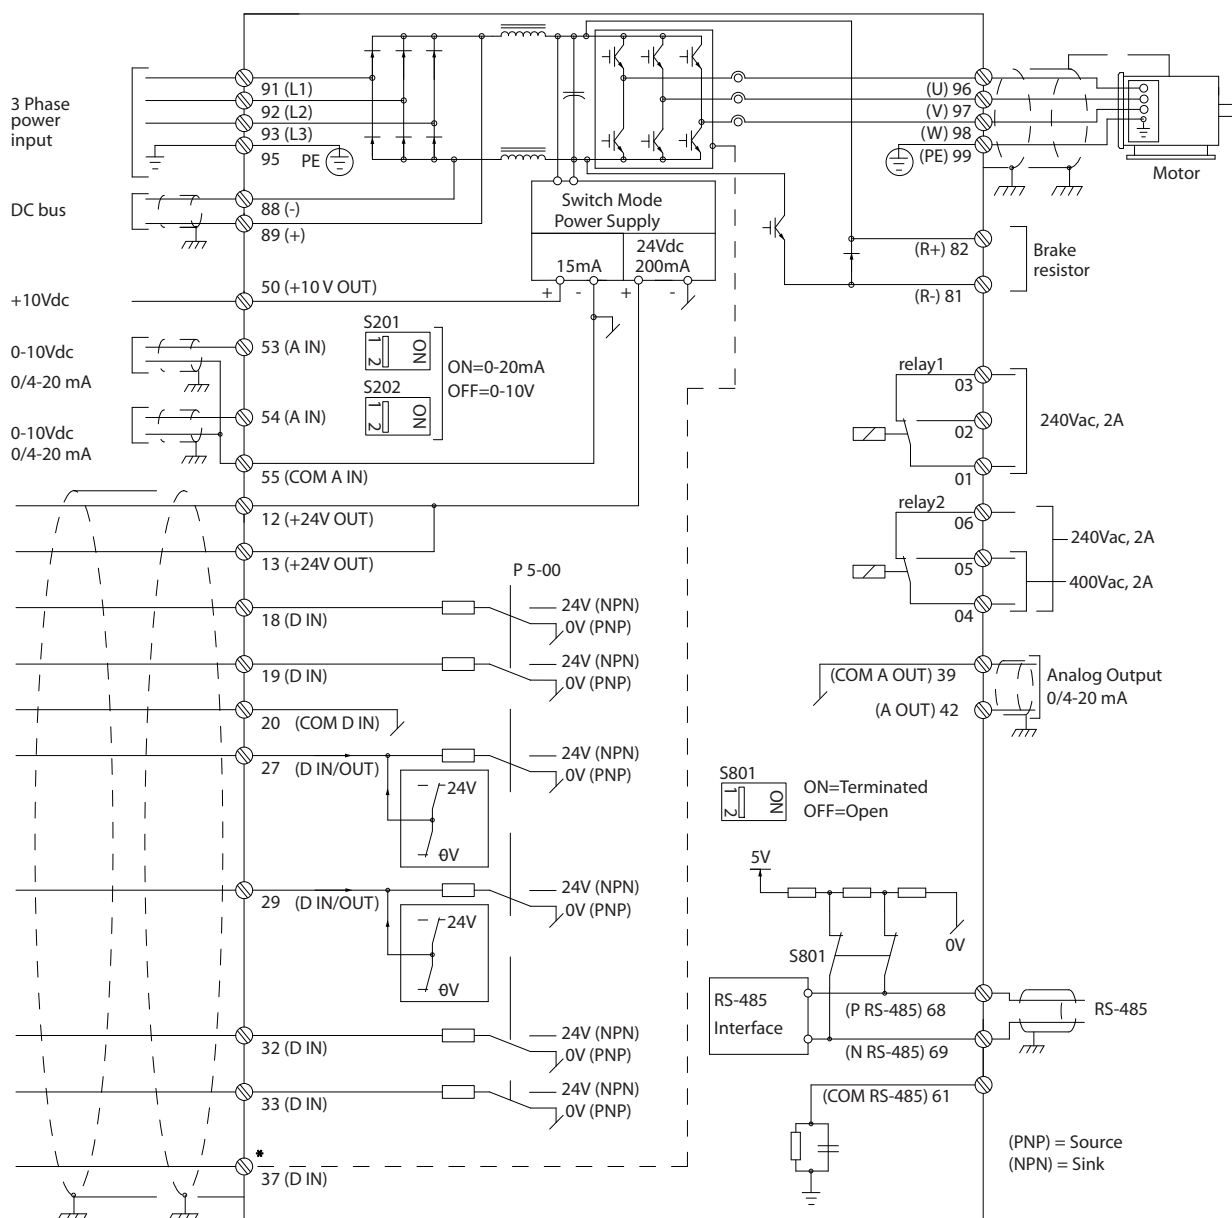 3 Phase
power
input
91 (L1)
92 (L2)
93 (L3)
95
PE
(U) 96
(V) 97
(W) 98
(PE) 99
Motor
DC bus
88 (-)
89 (+)
Switch Mode
Power Supply
24Vdc
15mA
200mA
+
-
+
-
(R+) 82
(R-) 81
Brake
resistor
+10Vdc
50 (+10 V OUT)
0-10Vdc
0/4-20 mA
53 (A IN)
S201
1
2
ON
S202
1
2
ON
ON=0-20mA
OFF=0-10V
0-10Vdc
0/4-20 mA
54 (A IN)
55 (COM A IN)
relay1
03
02
01
240Vac, 2A
relay2
06
05
04
240Vac, 2A
400Vac, 2A
12 (+24V OUT)
13 (+24V OUT)
P 5-00
18 (D IN)
24V (NPN)
0V (PNP)
19 (D IN)
24V (NPN)
0V (PNP)
20 (COM D IN)
27 (D IN/OUT)
24V (NPN)
0V (PNP)
24V
0V
29 (D IN/OUT)
24V (NPN)
0V (PNP)
24V
0V
32 (D IN)
24V (NPN)
0V (PNP)
33 (D IN)
24V (NPN)
0V (PNP)
*
37 (D IN)
(COM A OUT) 39
(A OUT) 42
Analog Output
0/4-20 mA
S801
1
2
ON
ON=Terminated
OFF=Open
5V
0V
S801
RS-485
Interface
(P RS-485) 68
(N RS-485) 69
RS-485
(COM RS-485) 61
(PNP) = Source
(NPN) = Sink